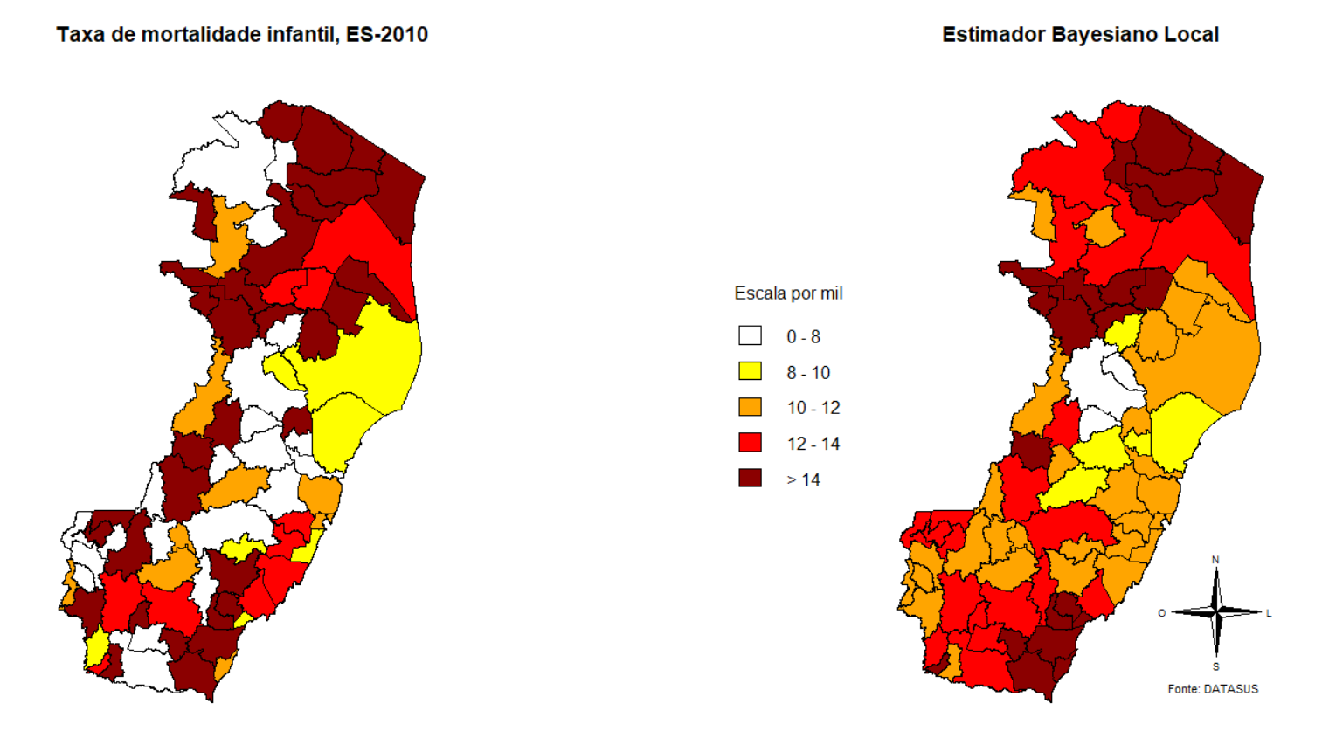 Taxa de mortalidade infantil, ES-2010
Estimador Bayesiano Local
Escala por mil
0 - 8
8 - 10
10 - 12
12 - 14
> 14
N
O
L
S
Fonte: DATASUS